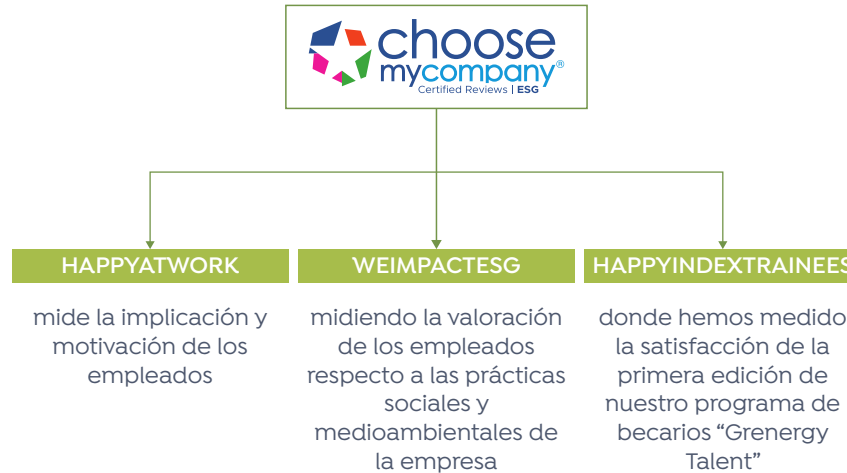 choose
mycompany®
Certified Reviews | ESG
HAPPYATWORK
mide la implicación y
motivación de los
empleados
WEIMPACTESG
midiendo la valoración
de los empleados
respecto a las prácticas
sociales y
medioambientales de
la empresa
HAPPYINDEXTRAINEES
donde hemos medido
la satisfacción de la
primera edición de
nuestro programa de
becarios “Grenergy
Talent”